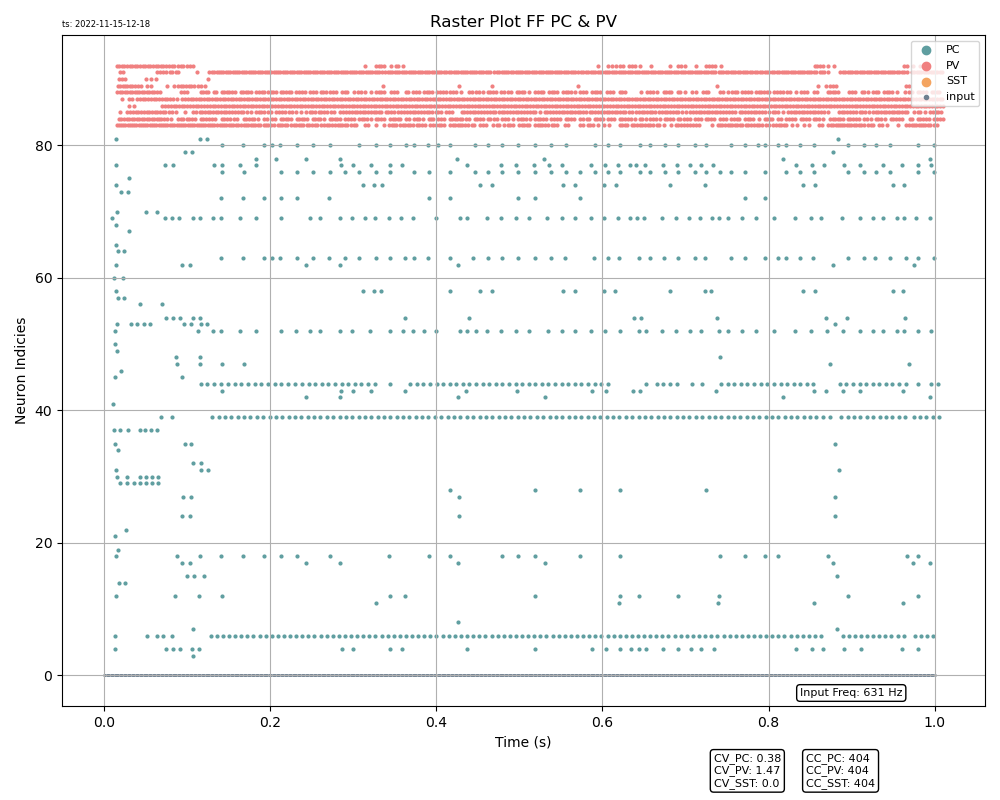 ts: 2022-11-15-12-18
Raster Plot FF PC & PV
PC
PV
SST
input
80
60
40
20
0
Neuron Indicies
Input Freq: 631 Hz
0.0 0.2 0.4 0.6 0.8 1.0
Time (s)
CV_PC: 0.38
CV_PV: 1.47
CV_SST: 0.0
CC_PC: 404
CC_PV: 404
CC_SST: 404